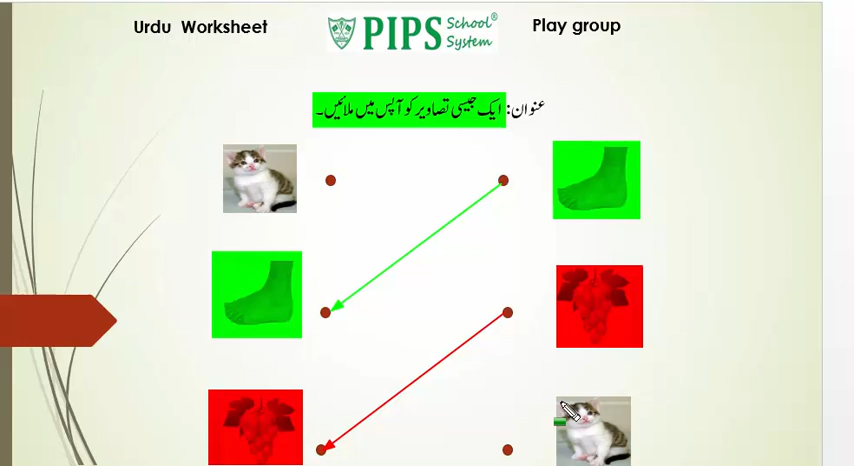 Urdu Worksheet
PIPS School® System
Play group
عنوان: ایک جیسی تصاویر کو آپس میں ملائیں۔